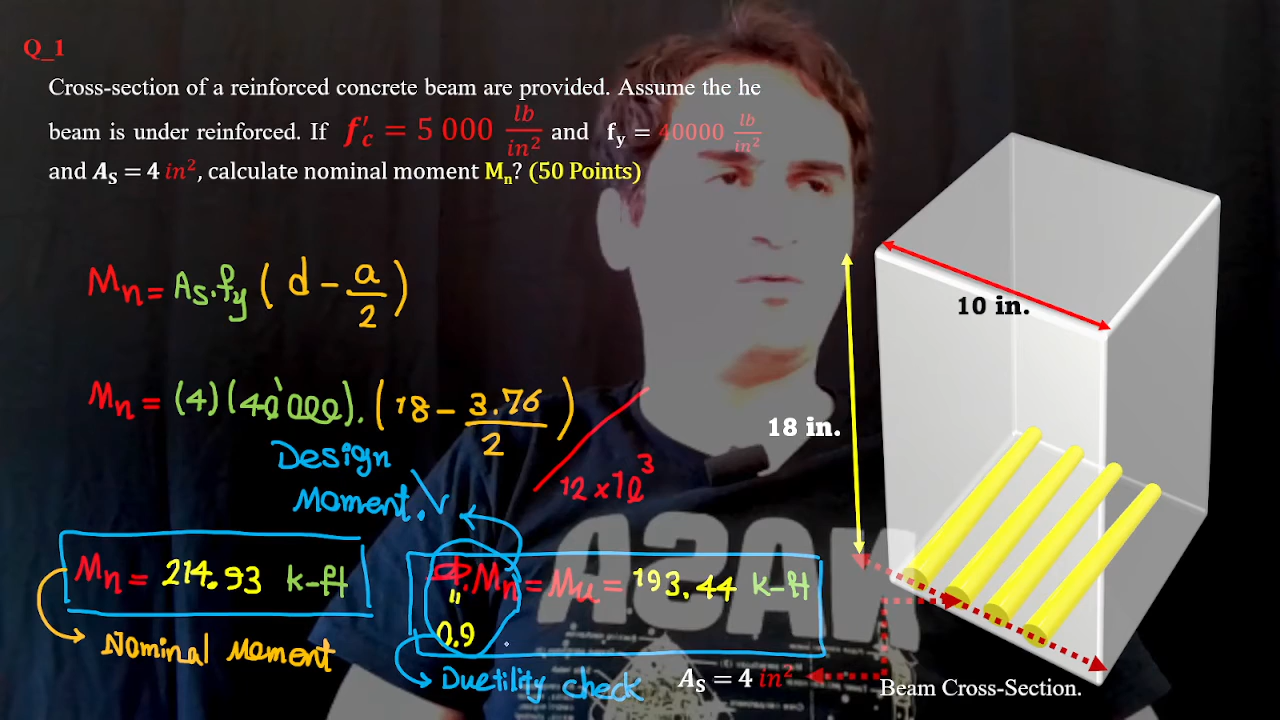 Q_1
Cross-section of a reinforced concrete beam are provided. Assume the he
beam is under reinforced. If f'c = 5 000 lb/in² and fy = 40000 lb/in²
and As = 4 in², calculate nominal moment Mn? (50 Points)
Mn = As.fy (d - a/2)
10 in.
Mn = (4)(40'000).(18 - 3.76/2) / 12 × 10³
18 in.
Design
Moment.
Mn = 214.93 k-ft
Φ.Mn = Mu = 193.44 k-ft
"
0.9
Nominal Moment
Ductility check
As = 4 in²
Beam Cross-Section.
NASA